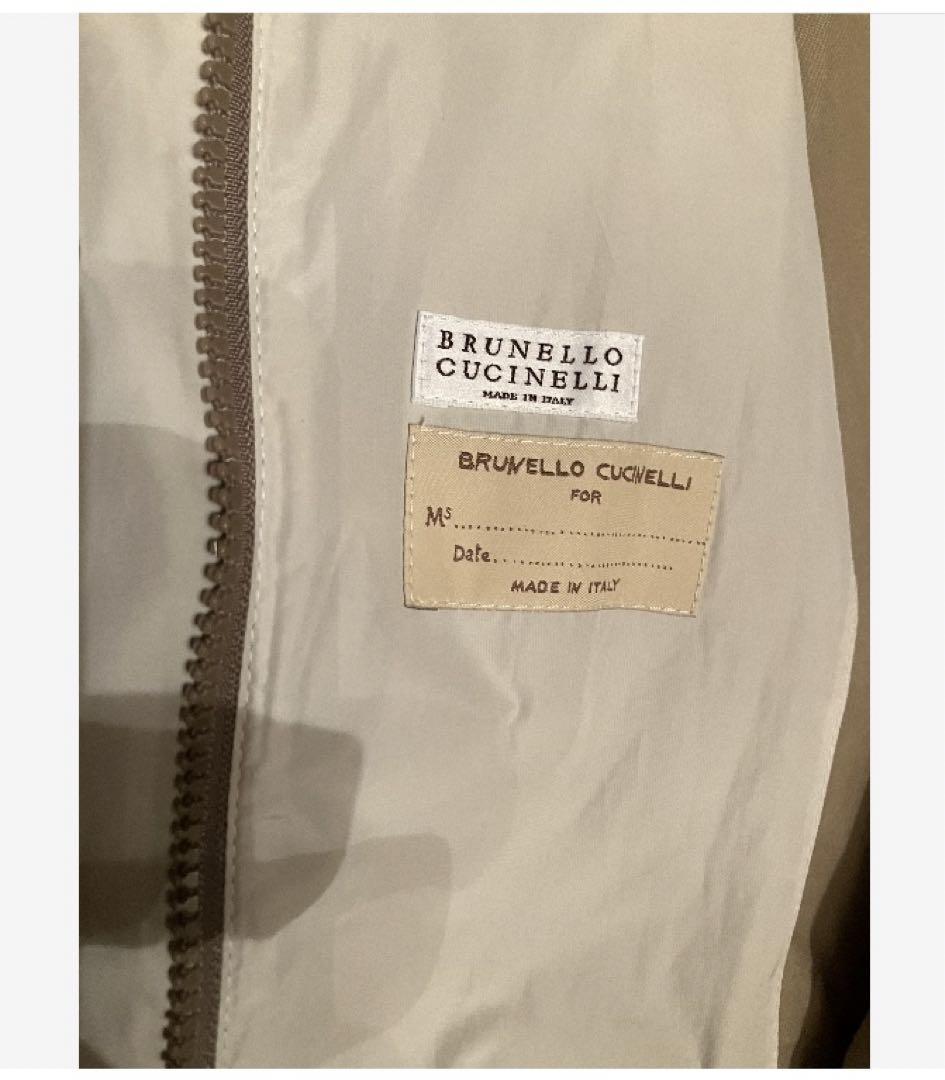 BRUNELLO
CUCINELLI
MADE IN ITALY
BRUNELLO CUCINELLI
FOR
Ms....................................
Date..........................
MADE IN ITALY